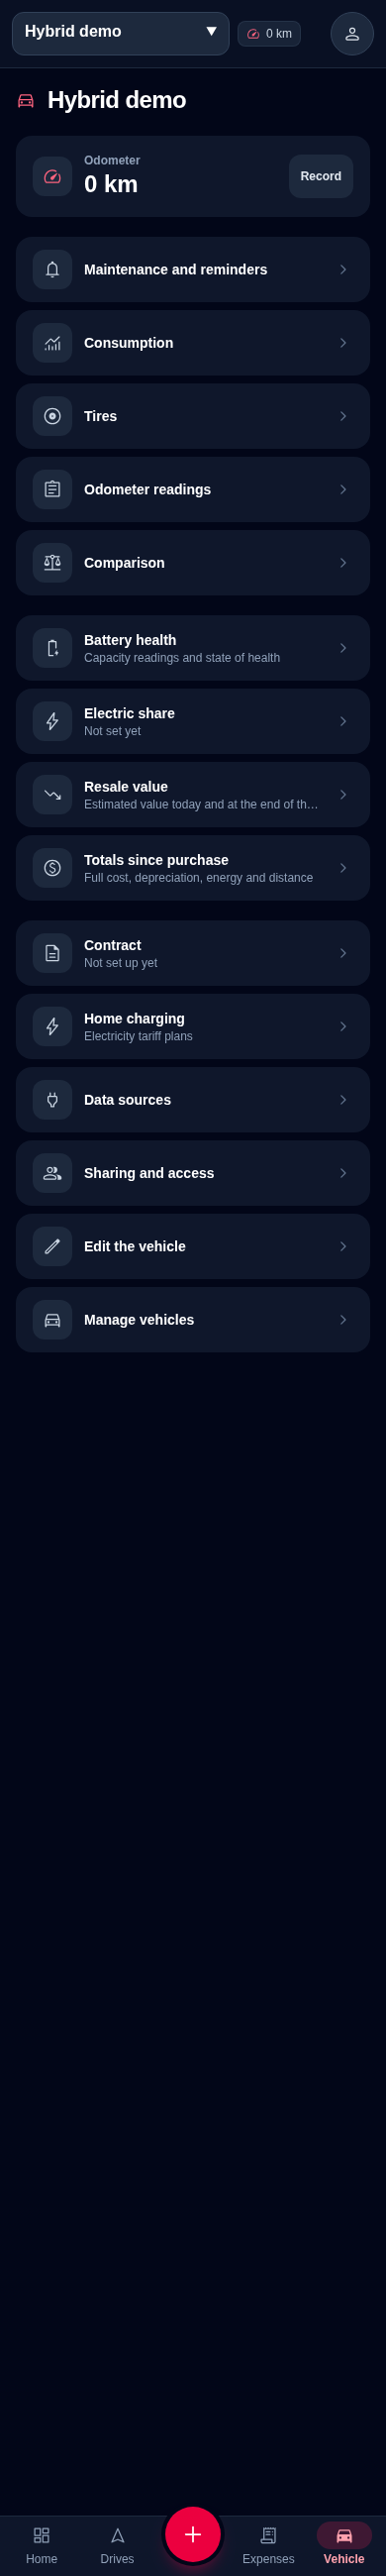 Hybrid demo
0 km
Hybrid demo
Odometer
0 km
Record
Maintenance and reminders
Consumption
Tires
Odometer readings
Comparison
Battery health
Capacity readings and state of health
Electric share
Not set yet
Resale value
Estimated value today and at the end of th…
Totals since purchase
Full cost, depreciation, energy and distance
Contract
Not set up yet
Home charging
Electricity tariff plans
Data sources
Sharing and access
Edit the vehicle
Manage vehicles
Home
Drives
Expenses
Vehicle